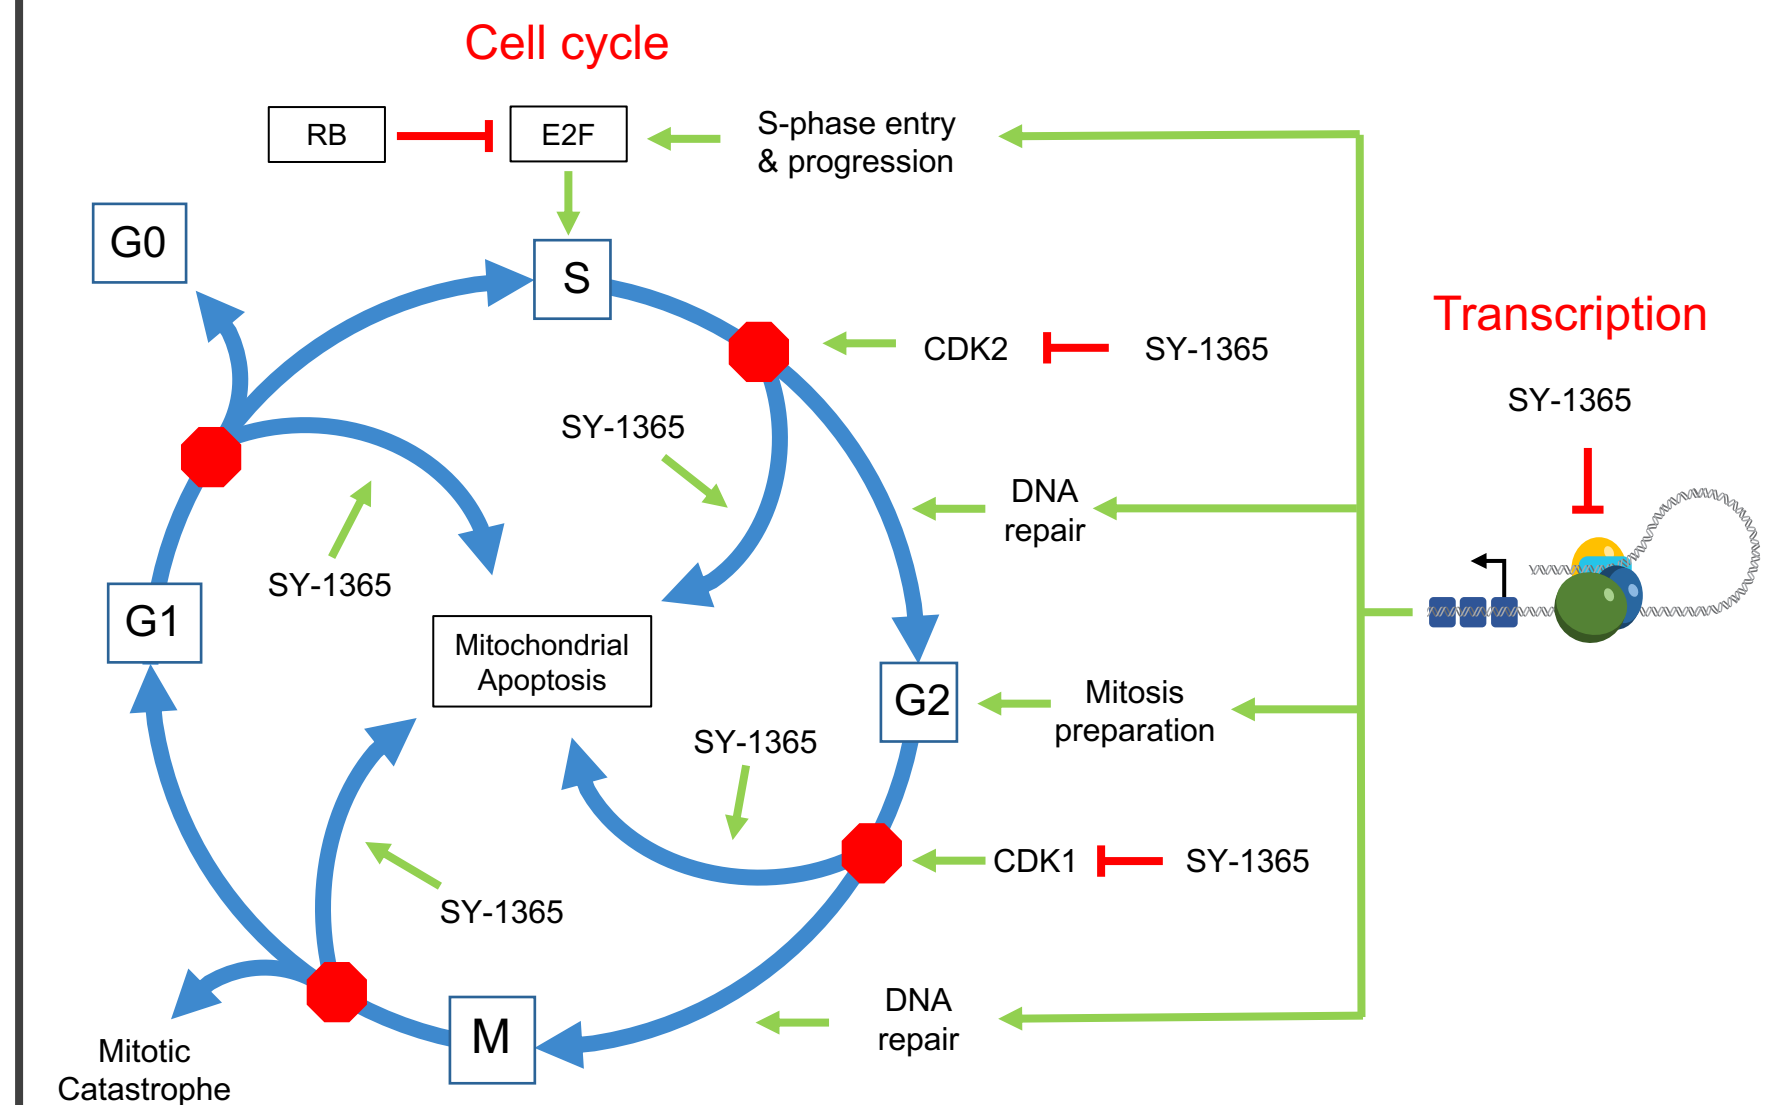 Cell cycle
RB
E2F
S-phase entry
& progression
G0
S
Transcription
CDK2
SY-1365
SY-1365
SY-1365
DNA
repair
SY-1365
G1
Mitochondrial
Apoptosis
G2
Mitosis
preparation
SY-1365
CDK1
SY-1365
SY-1365
DNA
repair
M
Mitotic
Catastrophe